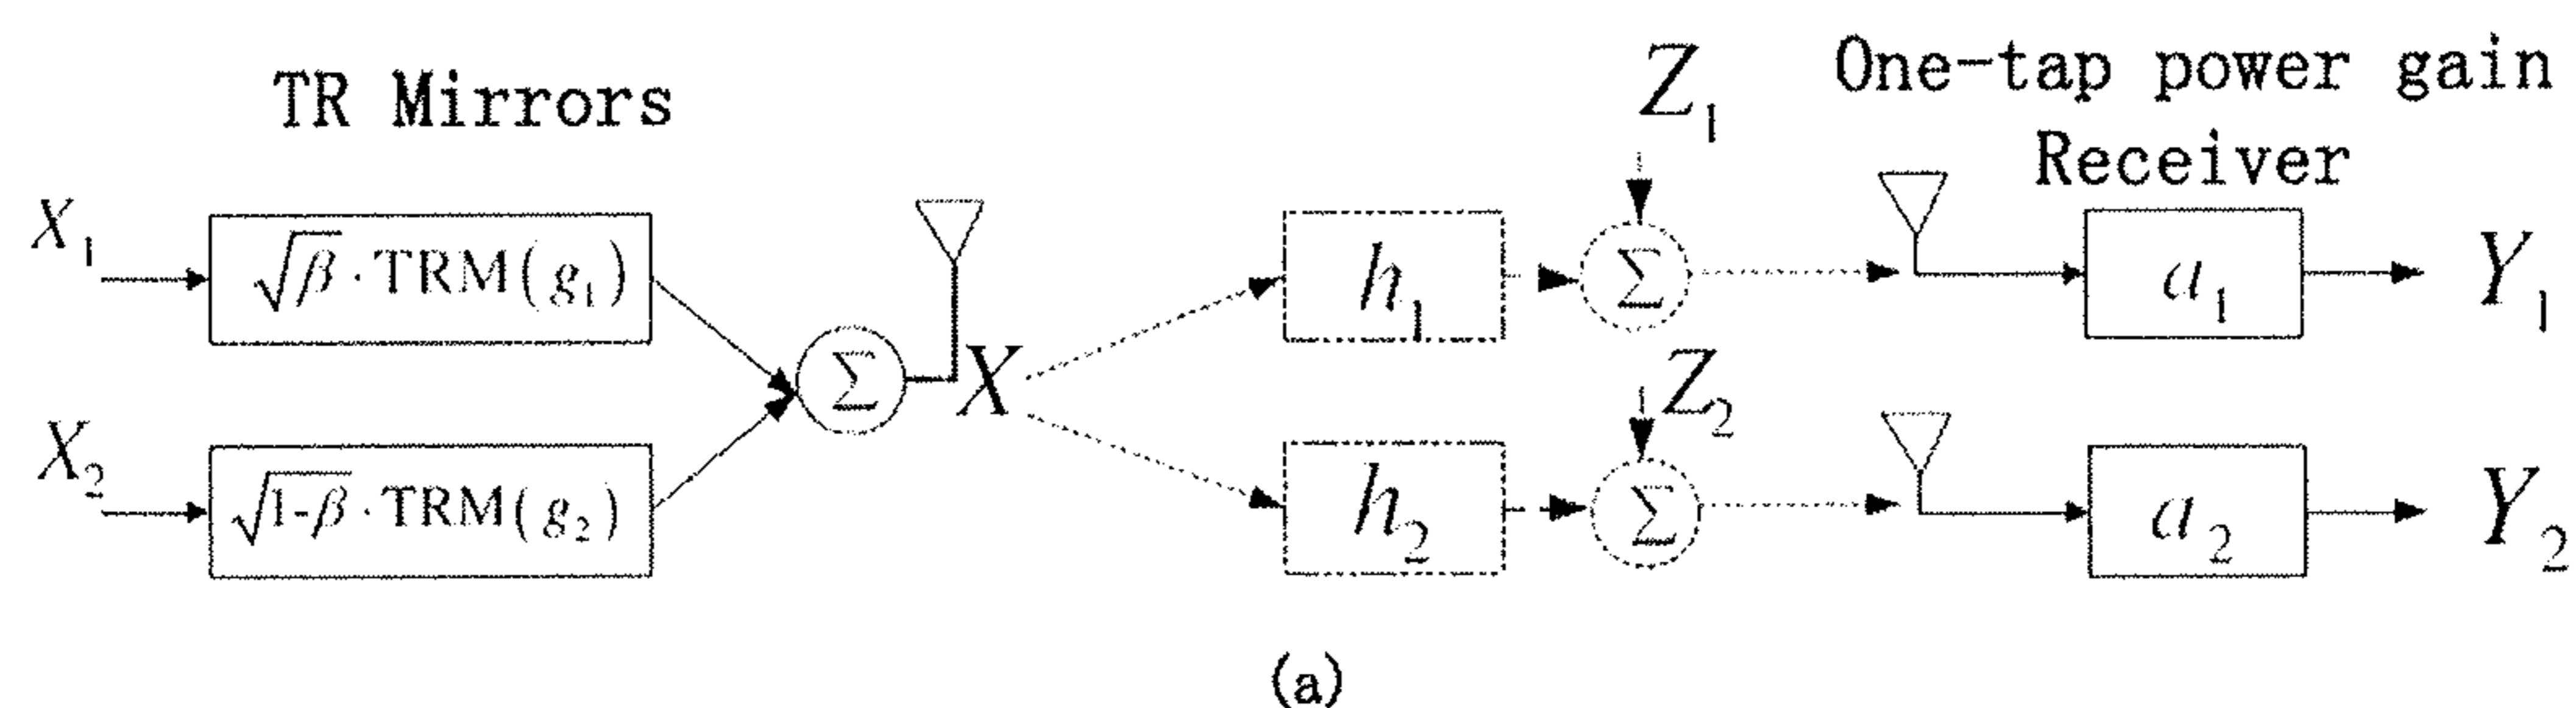 TR Mirrors
Z₁
One-tap power gain
Receiver
X₁
√β · TRM(g₁)
h₁
Σ
a₁
Y₁
Σ
X
Z₂
X₂
√1-β · TRM(g₂)
h₂
Σ
a₂
Y₂
(a)